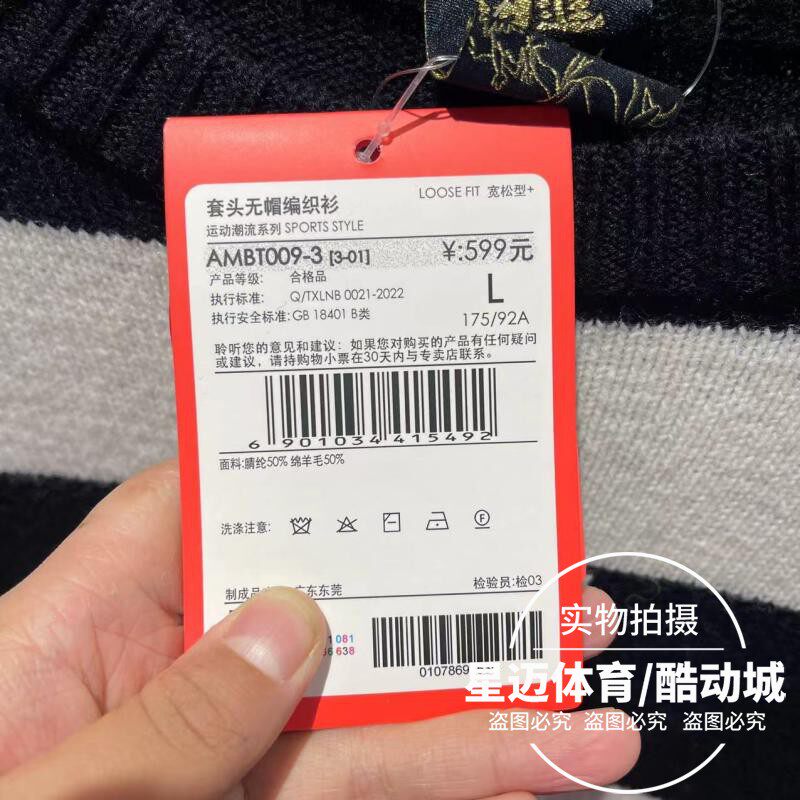 LOOSE FIT 宽松型+
套头无帽编织衫
运动潮流系列 SPORTS STYLE
AMBT009-3 [3-01] ¥:599元
产品等级: 合格品
执行标准: Q/TXLNB 0021-2022
L
执行安全标准: GB 18401 B类
175/92A
聆听您的意见和建议: 如果您对购买的产品有任何疑问
或建议, 请持购物小票在30天内与专卖店联系。
6 901034 415492
面料:腈纶50% 绵羊毛50%
洗涤注意:
制成品
广东东莞
检验员:检03
1 081
638
0107869
实物拍摄
星迈体育/酷动城
盗图必究 盗图必究 盗图必究